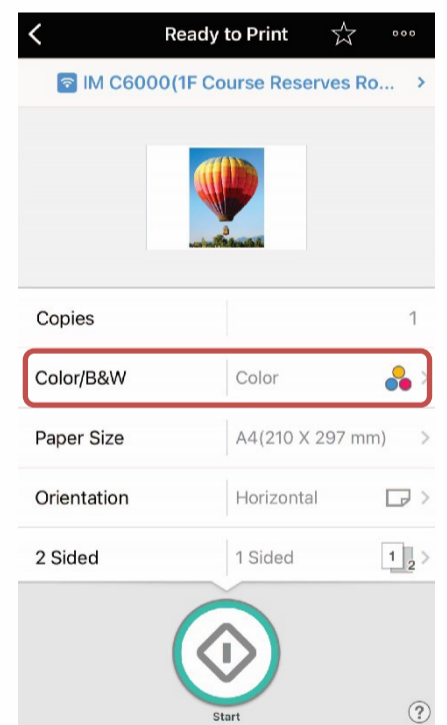 Ready to Print
IM C6000(1F Course Reserves Ro...
Copies 1
Color/B&W Color
Paper Size A4(210 X 297 mm)
Orientation Horizontal
2 Sided 1 Sided 1 2
Start
?